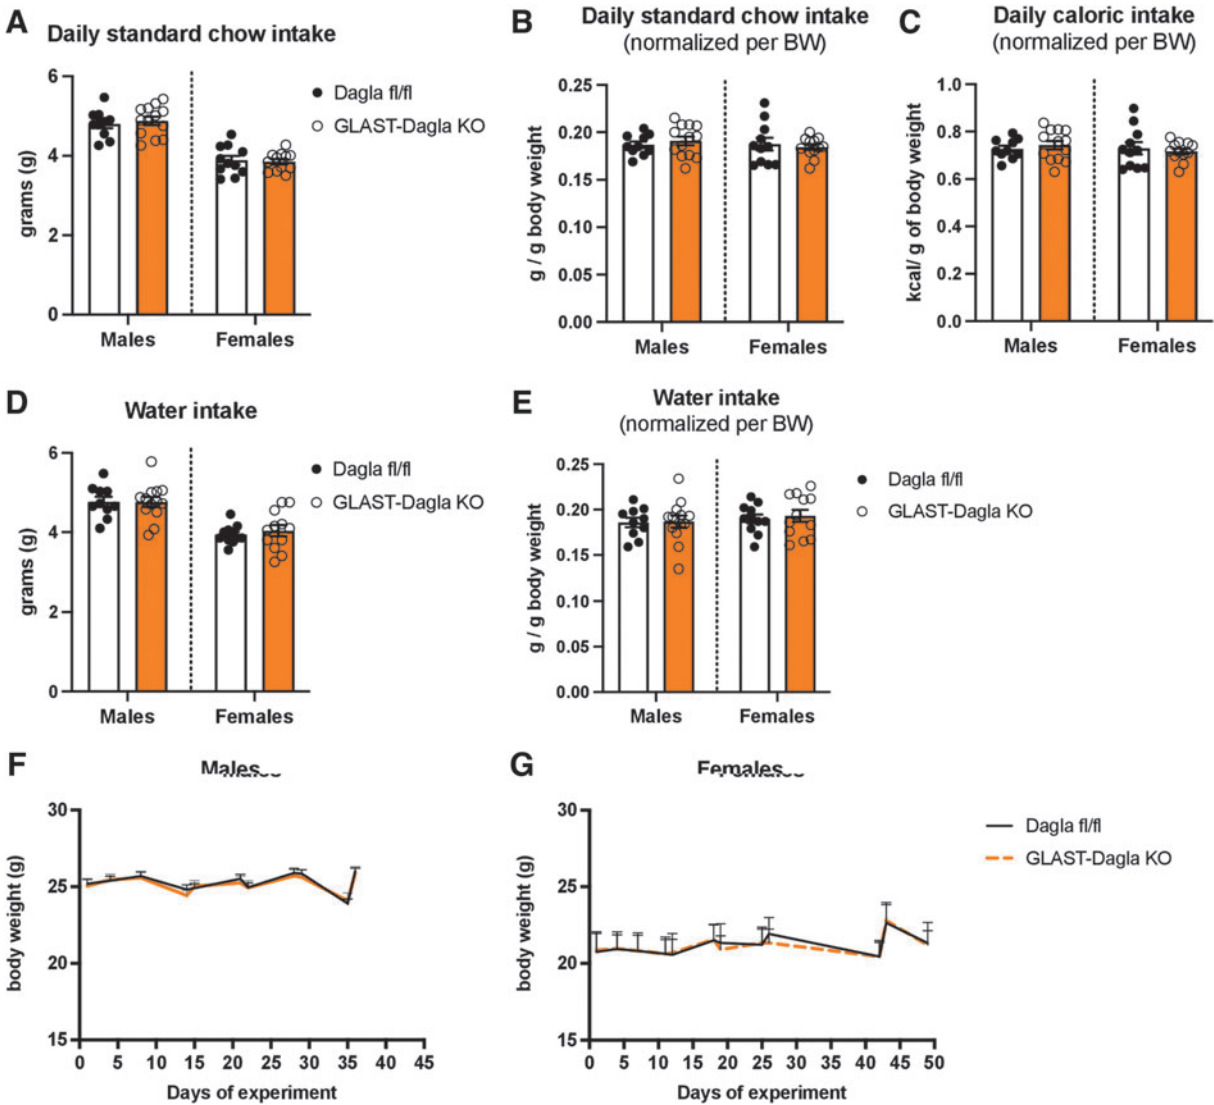 A
Daily standard chow intake
grams (g)
6
4
2
0
Males
Females
Dagla fl/fl
GLAST-Dagla KO
B
Daily standard chow intake
(normalized per BW)
g / g body weight
0.25
0.20
0.15
0.10
0.05
0.00
Males
Females
C
Daily caloric intake
(normalized per BW)
kcal/ g of body weight
1.0
0.8
0.6
0.4
0.2
0.0
Males
Females
D
Water intake
grams (g)
6
4
2
0
Males
Females
Dagla fl/fl
GLAST-Dagla KO
E
Water intake
(normalized per BW)
g / g body weight
0.25
0.20
0.15
0.10
0.05
0.00
Males
Females
Dagla fl/fl
GLAST-Dagla KO
F
Males
body weight (g)
30
25
20
15
0 5 10 15 20 25 30 35 40 45
Days of experiment
G
Females
body weight (g)
30
25
20
15
0 5 10 15 20 25 30 35 40 45 50
Days of experiment
Dagla fl/fl
GLAST-Dagla KO